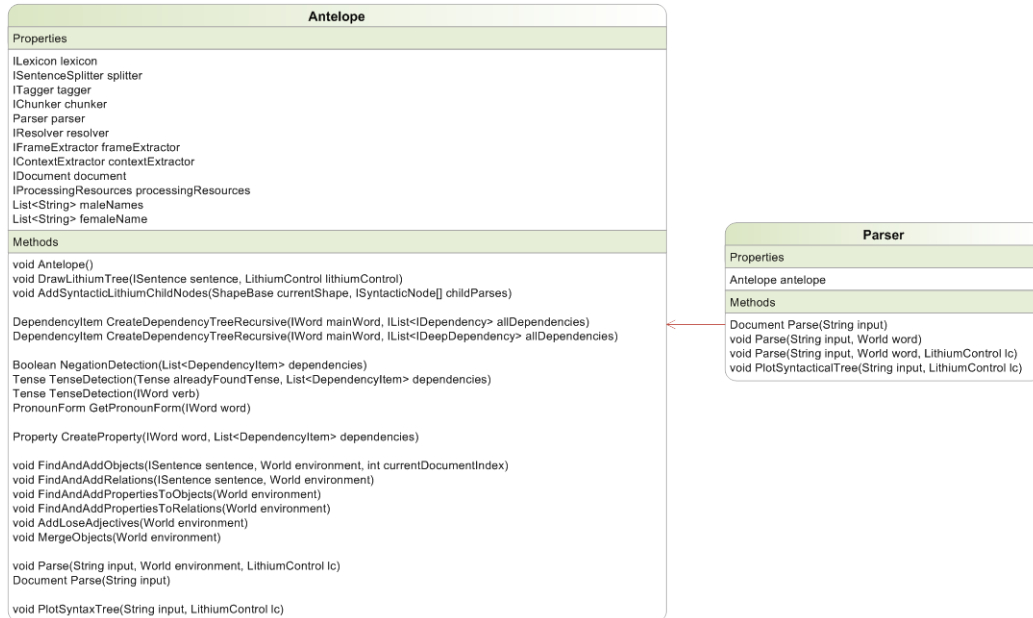 Antelope
Properties
ILexicon lexicon
ISentenceSplitter splitter
ITagger tagger
IChunker chunker
Parser parser
IResolver resolver
IFrameExtractor frameExtractor
IContextExtractor contextExtractor
IDocument document
IProcessingResources processingResources
List<String> maleNames
List<String> femaleName
Methods
void Antelope()
void DrawLithiumTree(ISentence sentence, LithiumControl lithiumControl)
void AddSyntacticLithiumChildNodes(ShapeBase currentShape, ISyntacticNode[] childParses)
DependencyItem CreateDependencyTreeRecursive(IWord mainWord, IList<IDependency> allDependencies)
DependencyItem CreateDependencyTreeRecursive(IWord mainWord, IList<IDeepDependency> allDependencies)
Boolean NegationDetection(List<DependencyItem> dependencies)
Tense TenseDetection(Tense alreadyFoundTense, List<DependencyItem> dependencies)
Tense TenseDetection(IWord verb)
PronounForm GetPronounForm(IWord word)
Property CreateProperty(IWord word, List<DependencyItem> dependencies)
void FindAndAddObjects(ISentence sentence, World environment, int currentDocumentIndex)
void FindAndAddRelations(ISentence sentence, World environment)
void FindAndAddPropertiesToObjects(World environment)
void FindAndAddPropertiesToRelations(World environment)
void AddLoseAdjectives(World environment)
void MergeObjects(World environment)
void Parse(String input, World environment, LithiumControl lc)
Document Parse(String input)
void PlotSyntaxTree(String input, LithiumControl lc)
Parser
Properties
Antelope antelope
Methods
Document Parse(String input)
void Parse(String input, World word)
void Parse(String input, World word, LithiumControl lc)
void PlotSyntacticalTree(String input, LithiumControl lc)